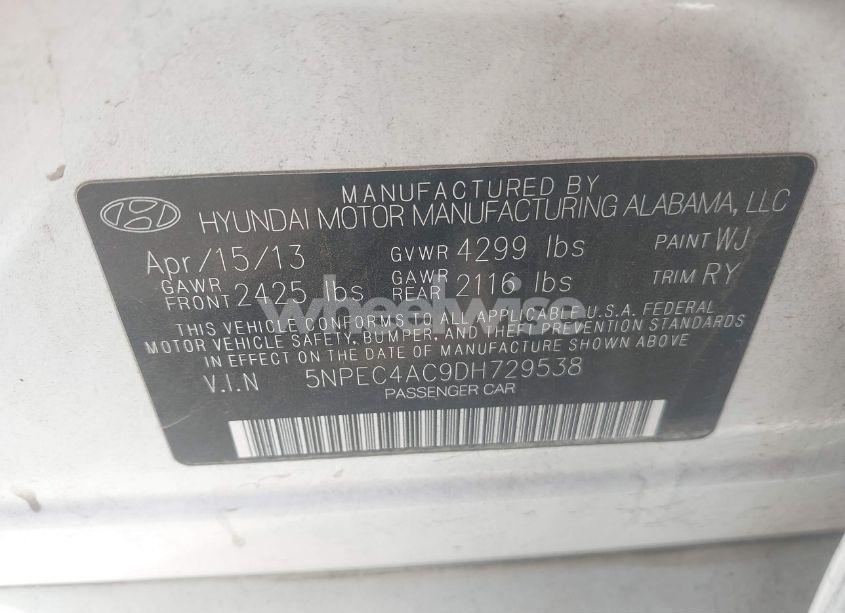 MANUFACTURED BY
HYUNDAI MOTOR MANUFACTURING ALABAMA, LLC
Apr/15/13 GVWR 4299 lbs PAINT WJ
GAWR FRONT 2425 lbs GAWR REAR 2116 lbs TRIM RY
wheelwise
THIS VEHICLE CONFORMS TO ALL APPLICABLE U.S.A. FEDERAL
MOTOR VEHICLE SAFETY, BUMPER, AND THEFT PREVENTION STANDARDS
IN EFFECT ON THE DATE OF MANUFACTURE SHOWN ABOVE
V.I.N 5NPEC4AC9DH729538
PASSENGER CAR